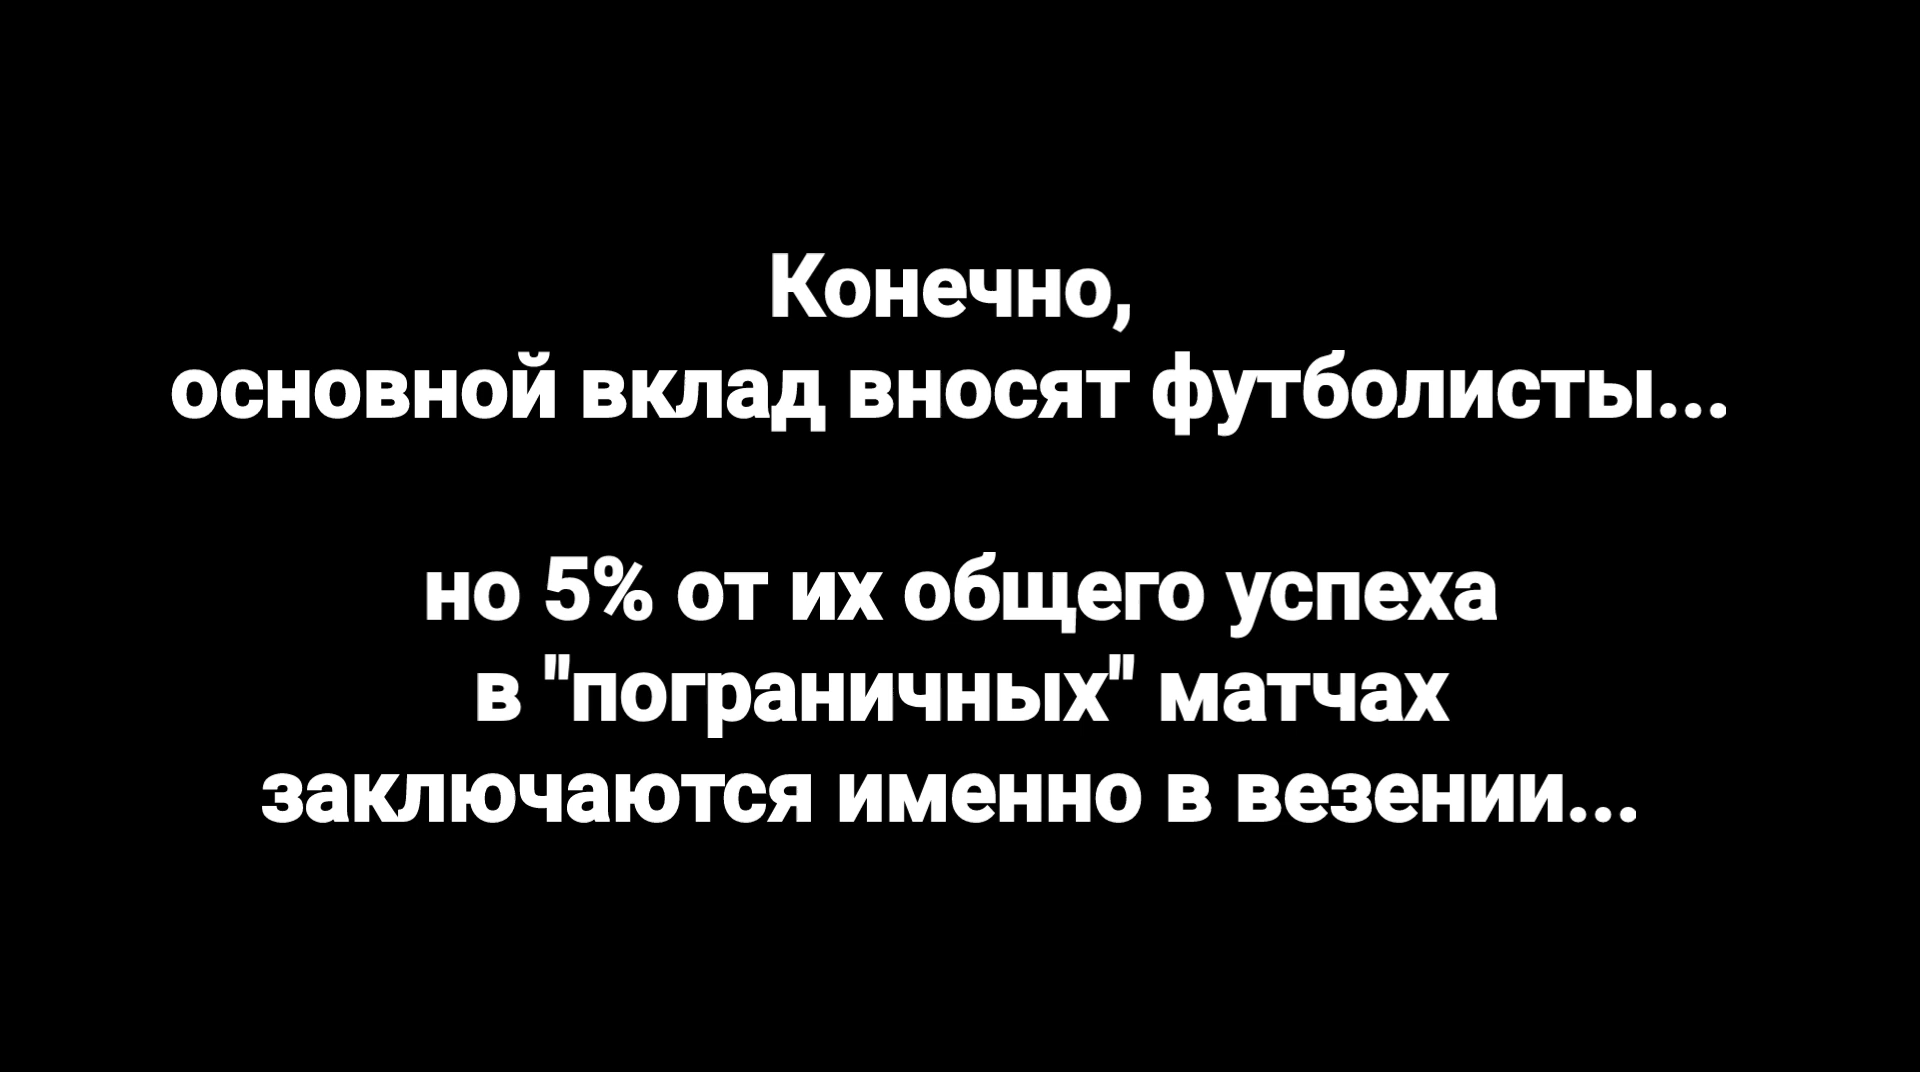 Конечно,
основной вклад вносят футболисты...
но 5% от их общего успеха
в "пограничных" матчах
заключаются именно в везении...